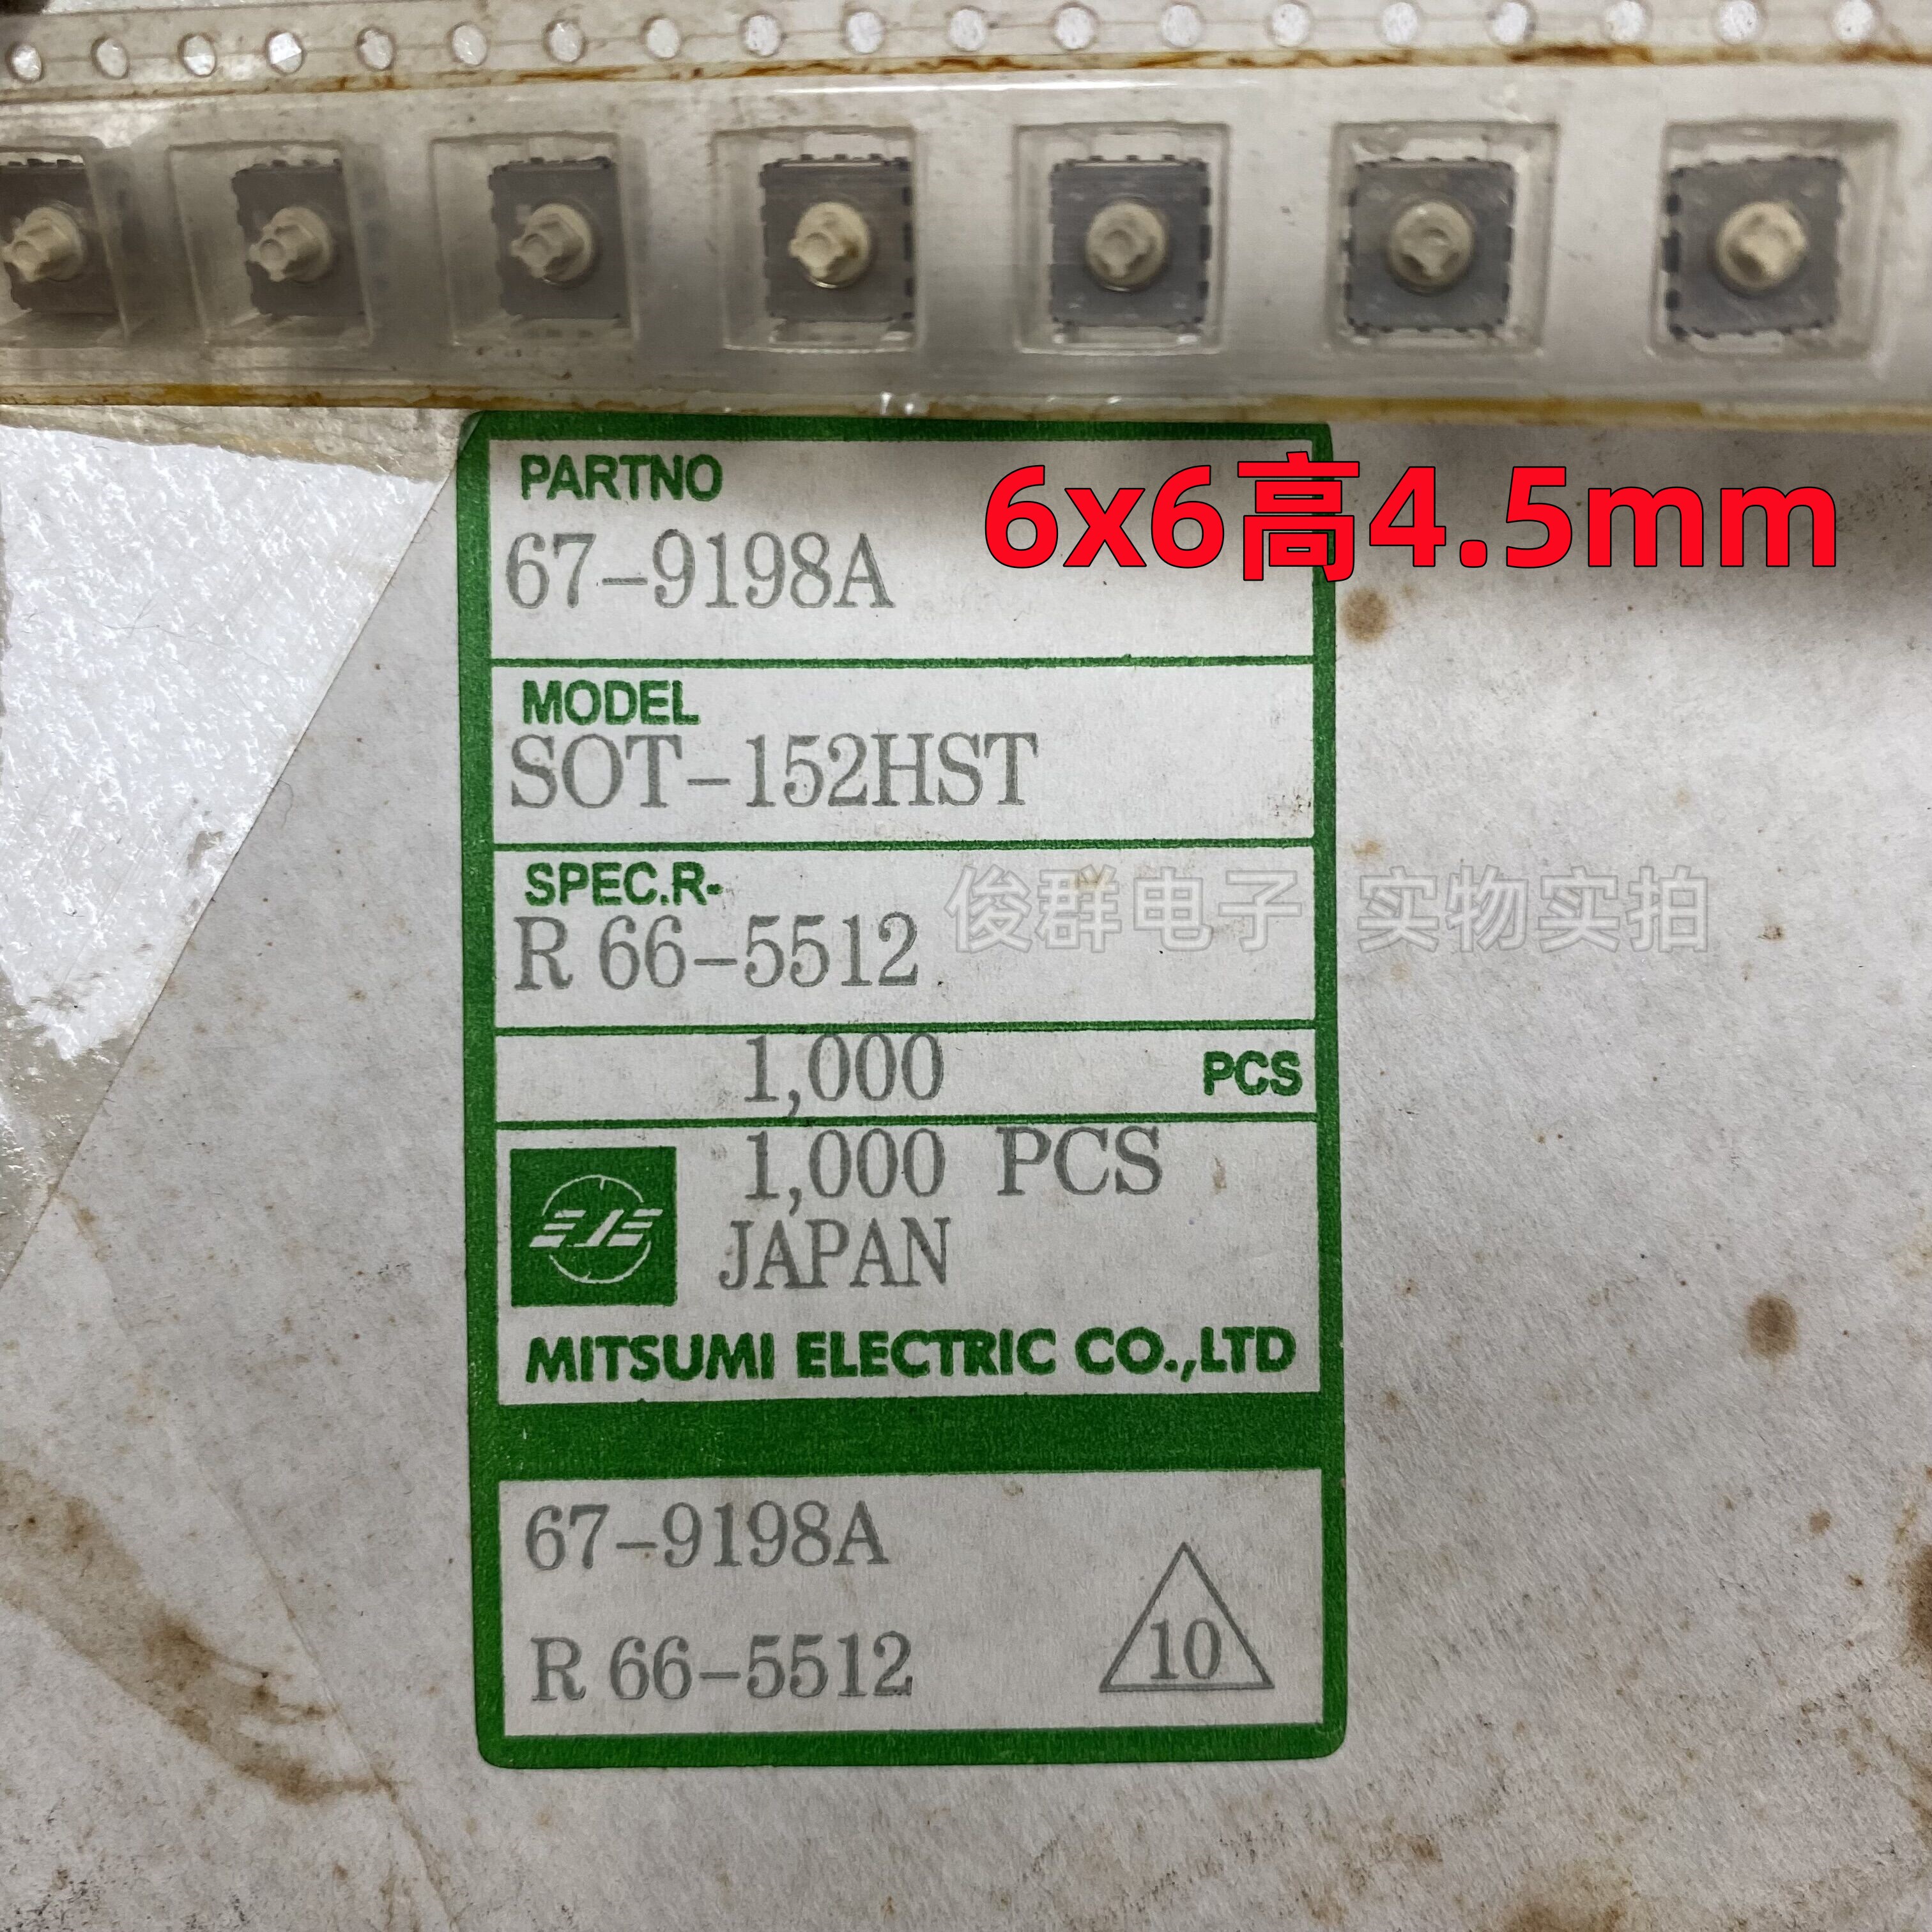 6x6高4.5mm
PARTNO
67-9198A
MODEL
SOT-152HST
SPEC.R-
R 66-5512
俊群电子 实物实拍
1,000 PCS
1,000 PCS
JAPAN
MITSUMI ELECTRIC CO.,LTD
67-9198A
R 66-5512
10